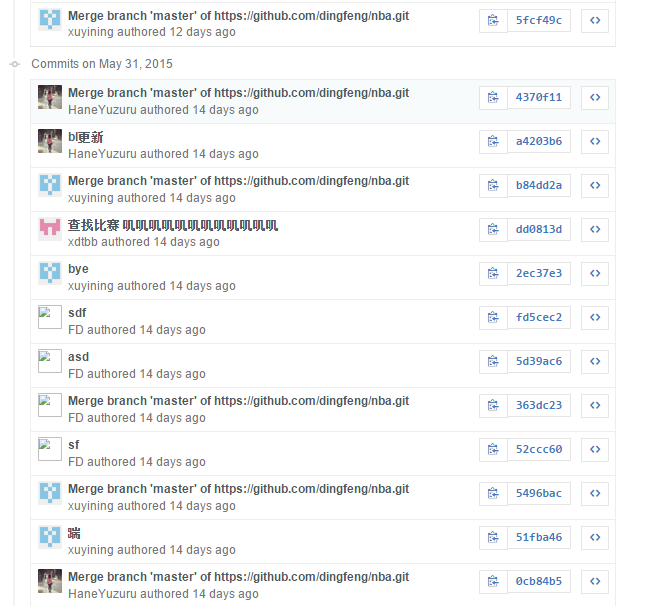 Merge branch 'master' of https://github.com/dingfeng/nba.git
xuyining authored 12 days ago
5fcf49c
Commits on May 31, 2015
Merge branch 'master' of https://github.com/dingfeng/nba.git
HaneYuzuru authored 14 days ago
4370f11
bl更新
HaneYuzuru authored 14 days ago
a4203b6
Merge branch 'master' of https://github.com/dingfeng/nba.git
xuyining authored 14 days ago
b84dd2a
查找比赛 叽叽叽叽叽叽叽叽叽叽叽叽
xdtbb authored 14 days ago
dd0813d
bye
xuyining authored 14 days ago
2ec37e3
sdf
FD authored 14 days ago
fd5cec2
asd
FD authored 14 days ago
5d39ac6
Merge branch 'master' of https://github.com/dingfeng/nba.git
FD authored 14 days ago
363dc23
sf
FD authored 14 days ago
52ccc60
Merge branch 'master' of https://github.com/dingfeng/nba.git
xuyining authored 14 days ago
5496bac
踹
xuyining authored 14 days ago
51fba46
Merge branch 'master' of https://github.com/dingfeng/nba.git
HaneYuzuru authored 14 days ago
0cb84b5